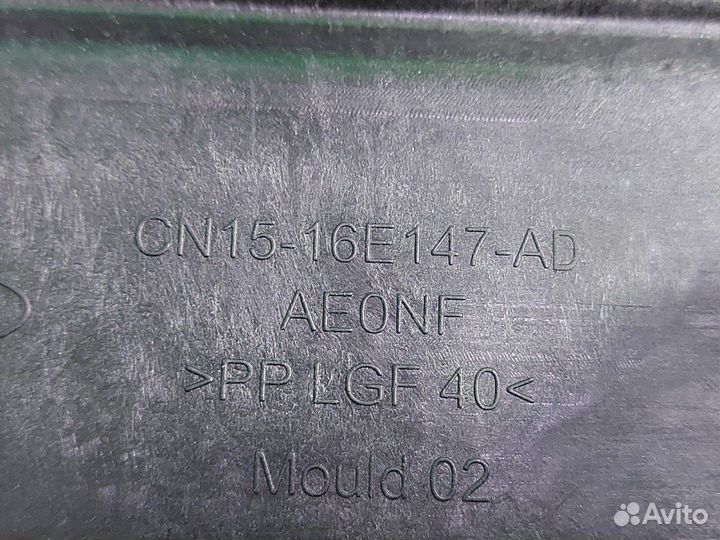 CN15-16E147-AD
AE0NF
>PP LGF 40<
Mould 02
Avito